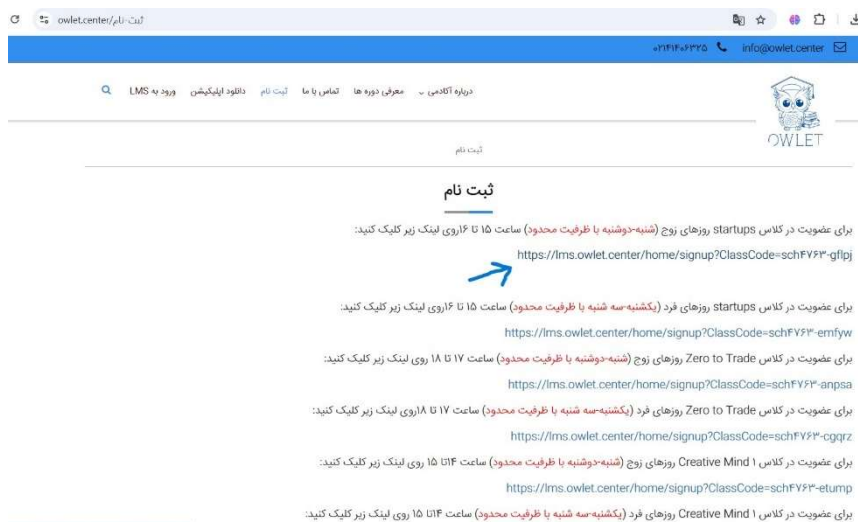 owlet.center/ثبت-نام
info@owlet.center ۰۲۱۴۱۴۰۶۳۲۵
درباره آکادمی معرفی دوره ها تماس با ما ثبت نام دانلود اپلیکیشن ورود به LMS
OWLET
ثبت نام
ثبت نام
برای عضویت در کلاس startups روزهای زوج (شنبه-دوشنبه با ظرفیت محدود) ساعت ۱۵ تا ۱۶روی لینک زیر کلیک کنید:
https://lms.owlet.center/home/signup?ClassCode=sch۴۷۶۳-gflpj
برای عضویت در کلاس startups روزهای فرد (یکشنبه-سه شنبه با ظرفیت محدود) ساعت ۱۵ تا ۱۶روی لینک زیر کلیک کنید:
https://lms.owlet.center/home/signup?ClassCode=sch۴۷۶۳-emfyw
برای عضویت در کلاس Zero to Trade روزهای زوج (شنبه-دوشنبه با ظرفیت محدود) ساعت ۱۷ تا ۱۸ روی لینک زیر کلیک کنید:
https://lms.owlet.center/home/signup?ClassCode=sch۴۷۶۳-anpsa
برای عضویت در کلاس Zero to Trade روزهای فرد (یکشنبه-سه شنبه با ظرفیت محدود) ساعت ۱۷ تا ۱۸روی لینک زیر کلیک کنید:
https://lms.owlet.center/home/signup?ClassCode=sch۴۷۶۳-cgqrz
برای عضویت در کلاس Creative Mind ۱ روزهای زوج (شنبه-دوشنبه با ظرفیت محدود) ساعت ۱۴تا ۱۵ روی لینک زیر کلیک کنید:
https://lms.owlet.center/home/signup?ClassCode=sch۴۷۶۳-etump
برای عضویت در کلاس Creative Mind ۱ روزهای فرد (یکشنبه-سه شنبه با ظرفیت محدود) ساعت ۱۴تا ۱۵ روی لینک زیر کلیک کنید: